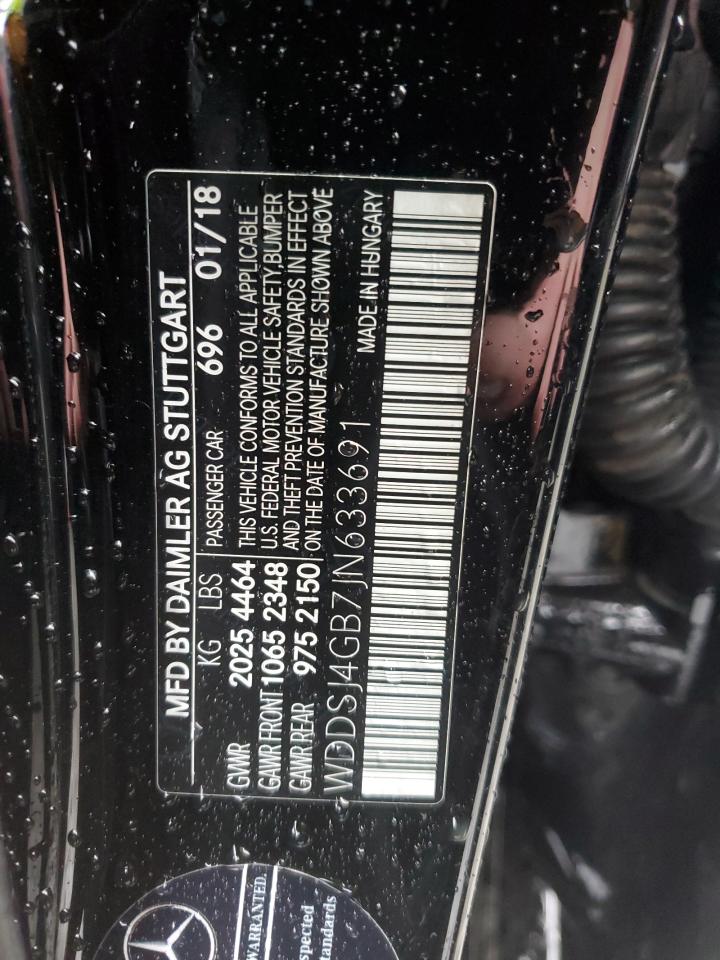 MFD BY DAIMLER AG STUTTGART
KG LBS PASSENGER CAR 696 01/18
GVWR 2025 4464 THIS VEHICLE CONFORMS TO ALL APPLICABLE
GAWR FRONT 1065 2348 U.S. FEDERAL MOTOR VEHICLE SAFETY,BUMPER
GAWR REAR 975 2150 AND THEFT PREVENTION STANDARDS IN EFFECT
ON THE DATE OF MANUFACTURE SHOWN ABOVE
WDDSJ4GB7JN633691 MADE IN HUNGARY
WARRANTED.